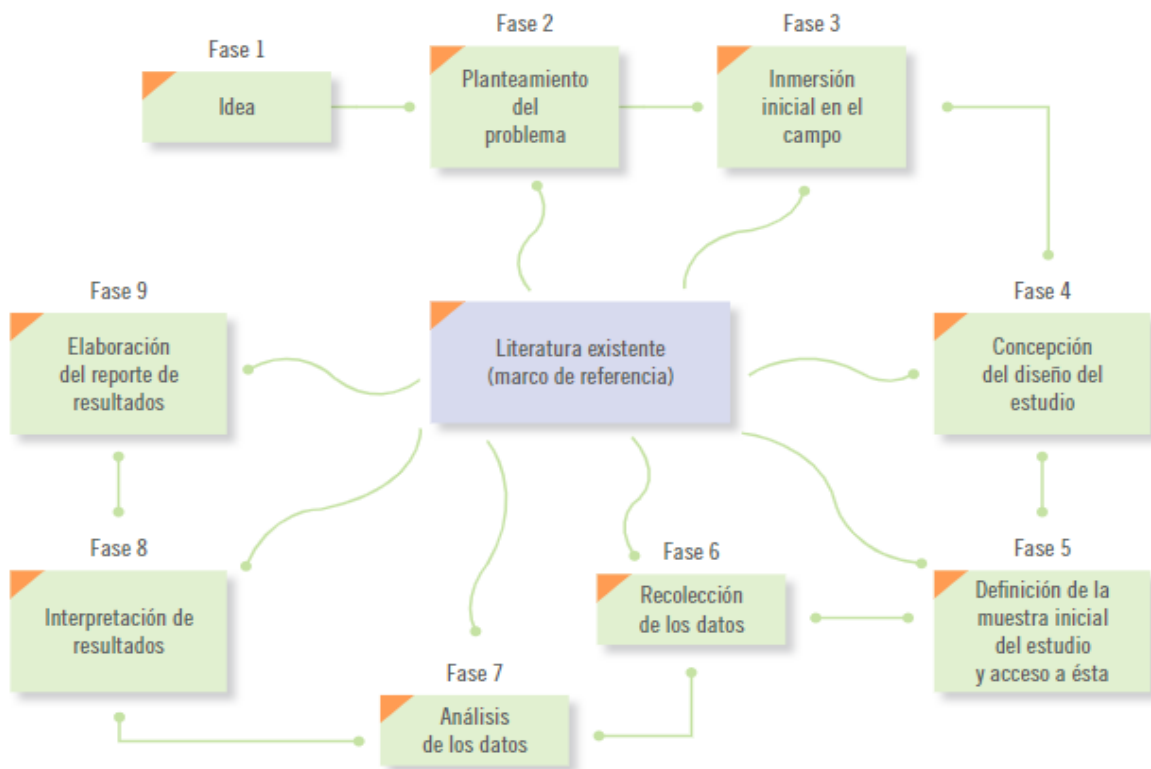 Fase 1
Idea
Fase 2
Planteamiento
del
problema
Fase 3
Inmersión
inicial en el
campo
Fase 4
Concepción
del diseño del
estudio
Fase 5
Definición de la
muestra inicial
del estudio
y acceso a ésta
Fase 6
Recolección
de los datos
Fase 7
Análisis
de los datos
Fase 8
Interpretación de
resultados
Fase 9
Elaboración
del reporte de
resultados
Literatura existente
(marco de referencia)